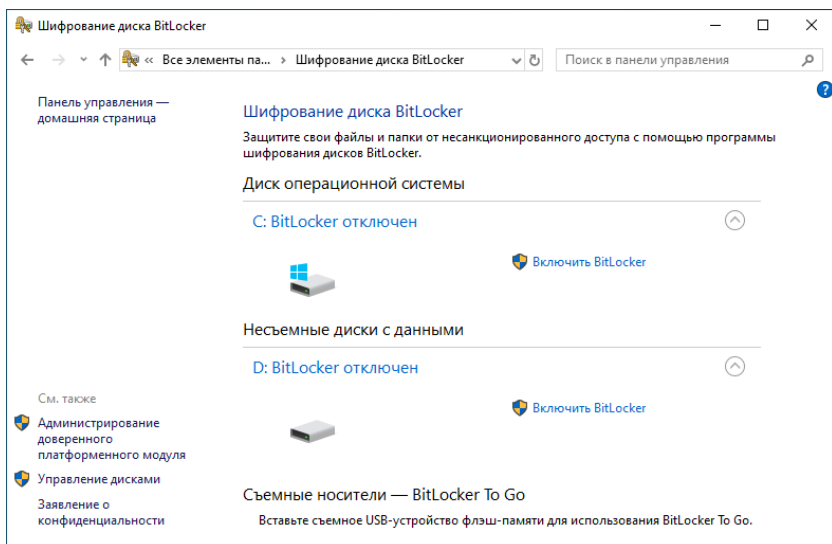 Шифрование диска BitLocker
« Все элементы па... › Шифрование диска BitLocker
Поиск в панели управления
?
Панель управления —
домашняя страница
Шифрование диска BitLocker
Защитите свои файлы и папки от несанкционированного доступа с помощью программы
шифрования дисков BitLocker.
Диск операционной системы
C: BitLocker отключен
Включить BitLocker
Несъемные диски с данными
D: BitLocker отключен
Включить BitLocker
Съемные носители — BitLocker To Go
Вставьте съемное USB-устройство флэш-памяти для использования BitLocker To Go.
См. также
Администрирование
доверенного
платформенного модуля
Управление дисками
Заявление о
конфиденциальности